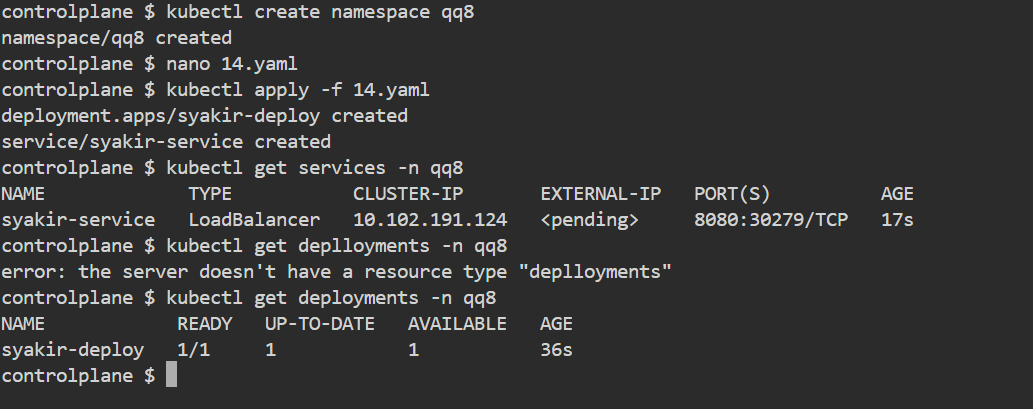 controlplane $ kubectl create namespace qq8
namespace/qq8 created
controlplane $ nano 14.yaml
controlplane $ kubectl apply -f 14.yaml
deployment.apps/syakir-deploy created
service/syakir-service created
controlplane $ kubectl get services -n qq8
NAME             TYPE           CLUSTER-IP       EXTERNAL-IP   PORT(S)          AGE
syakir-service   LoadBalancer   10.102.191.124   <pending>     8080:30279/TCP   17s
controlplane $ kubectl get deplloyments -n qq8
error: the server doesn't have a resource type "deplloyments"
controlplane $ kubectl get deployments -n qq8
NAME            READY   UP-TO-DATE   AVAILABLE   AGE
syakir-deploy   1/1     1            1           36s
controlplane $